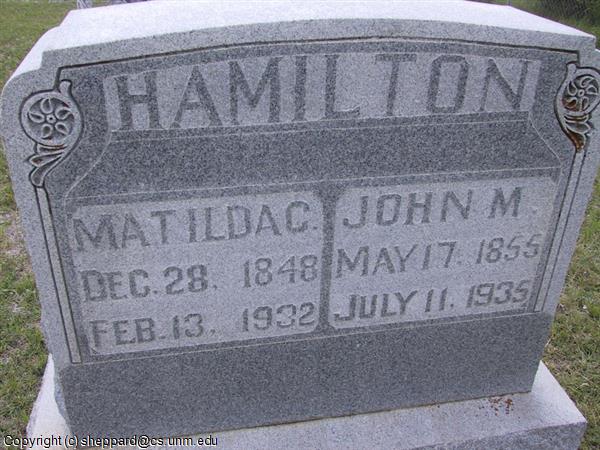 HAMILTON
MATILDA C.
DEC. 28. 1848
FEB. 13. 1932
JOHN M.
MAY 17. 1855
JULY 11. 1935
Copyright (c) sheppard@cs.unm.edu